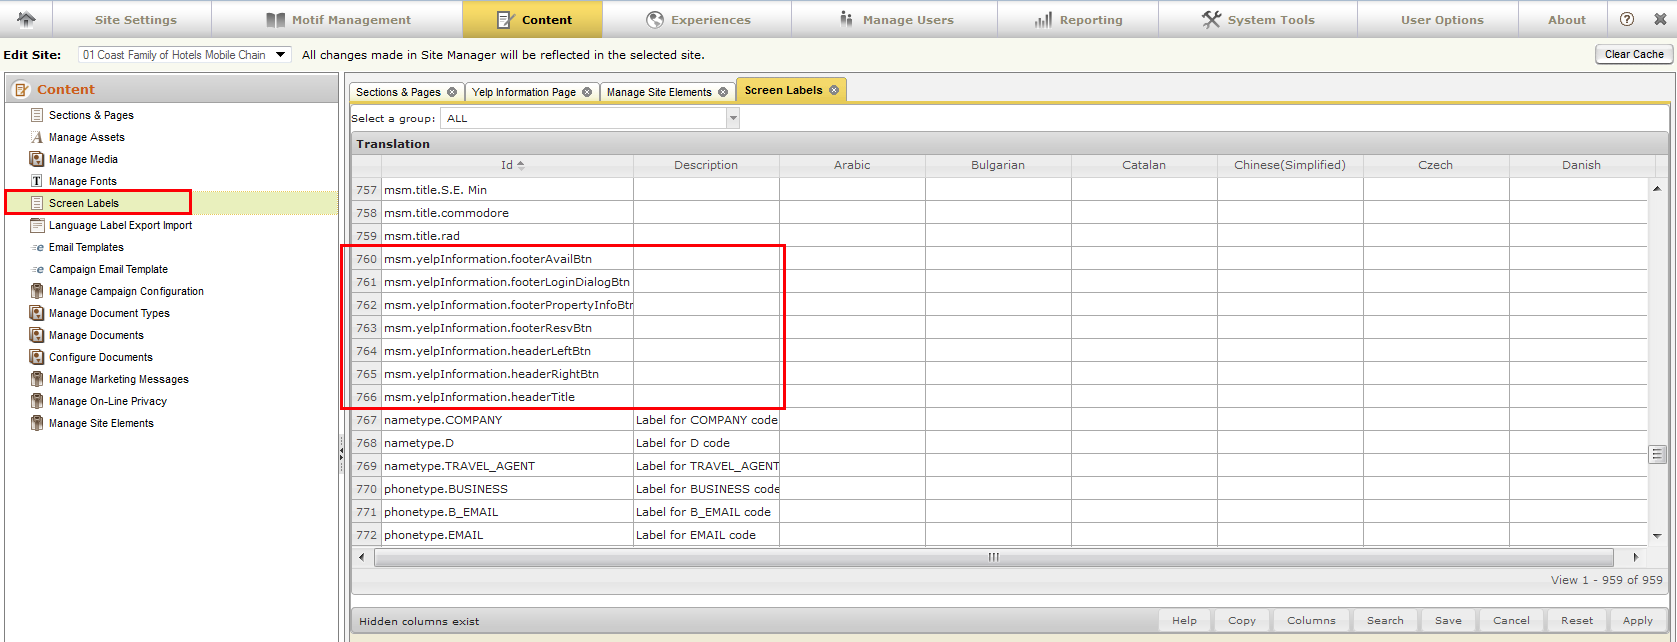 Site Settings Motif Management Content Experiences Manage Users Reporting System Tools User Options About
Edit Site: 01 Coast Family of Hotels Mobile Chain All changes made in Site Manager will be reflected in the selected site. Clear Cache
Content
Sections & Pages
Manage Assets
Manage Media
Manage Fonts
Screen Labels
Language Label Export Import
Email Templates
Campaign Email Template
Manage Campaign Configuration
Manage Document Types
Manage Documents
Configure Documents
Manage Marketing Messages
Manage On-Line Privacy
Manage Site Elements
Sections & Pages Yelp Information Page Manage Site Elements Screen Labels
Select a group: ALL
Translation
Id Description Arabic Bulgarian Catalan Chinese(Simplified) Czech Danish
757 msm.title.S.E. Min
758 msm.title.commodore
759 msm.title.rad
760 msm.yelpInformation.footerAvailBtn
761 msm.yelpInformation.footerLoginDialogBtn
762 msm.yelpInformation.footerPropertyInfoBtn
763 msm.yelpInformation.footerResvBtn
764 msm.yelpInformation.headerLeftBtn
765 msm.yelpInformation.headerRightBtn
766 msm.yelpInformation.headerTitle
767 nametype.COMPANY Label for COMPANY code
768 nametype.D Label for D code
769 nametype.TRAVEL_AGENT Label for TRAVEL_AGENT
770 phonetype.BUSINESS Label for BUSINESS code
771 phonetype.B_EMAIL Label for B_EMAIL code
772 phonetype.EMAIL Label for EMAIL code
View 1 - 959 of 959
Hidden columns exist Help Copy Columns Search Save Cancel Reset Apply